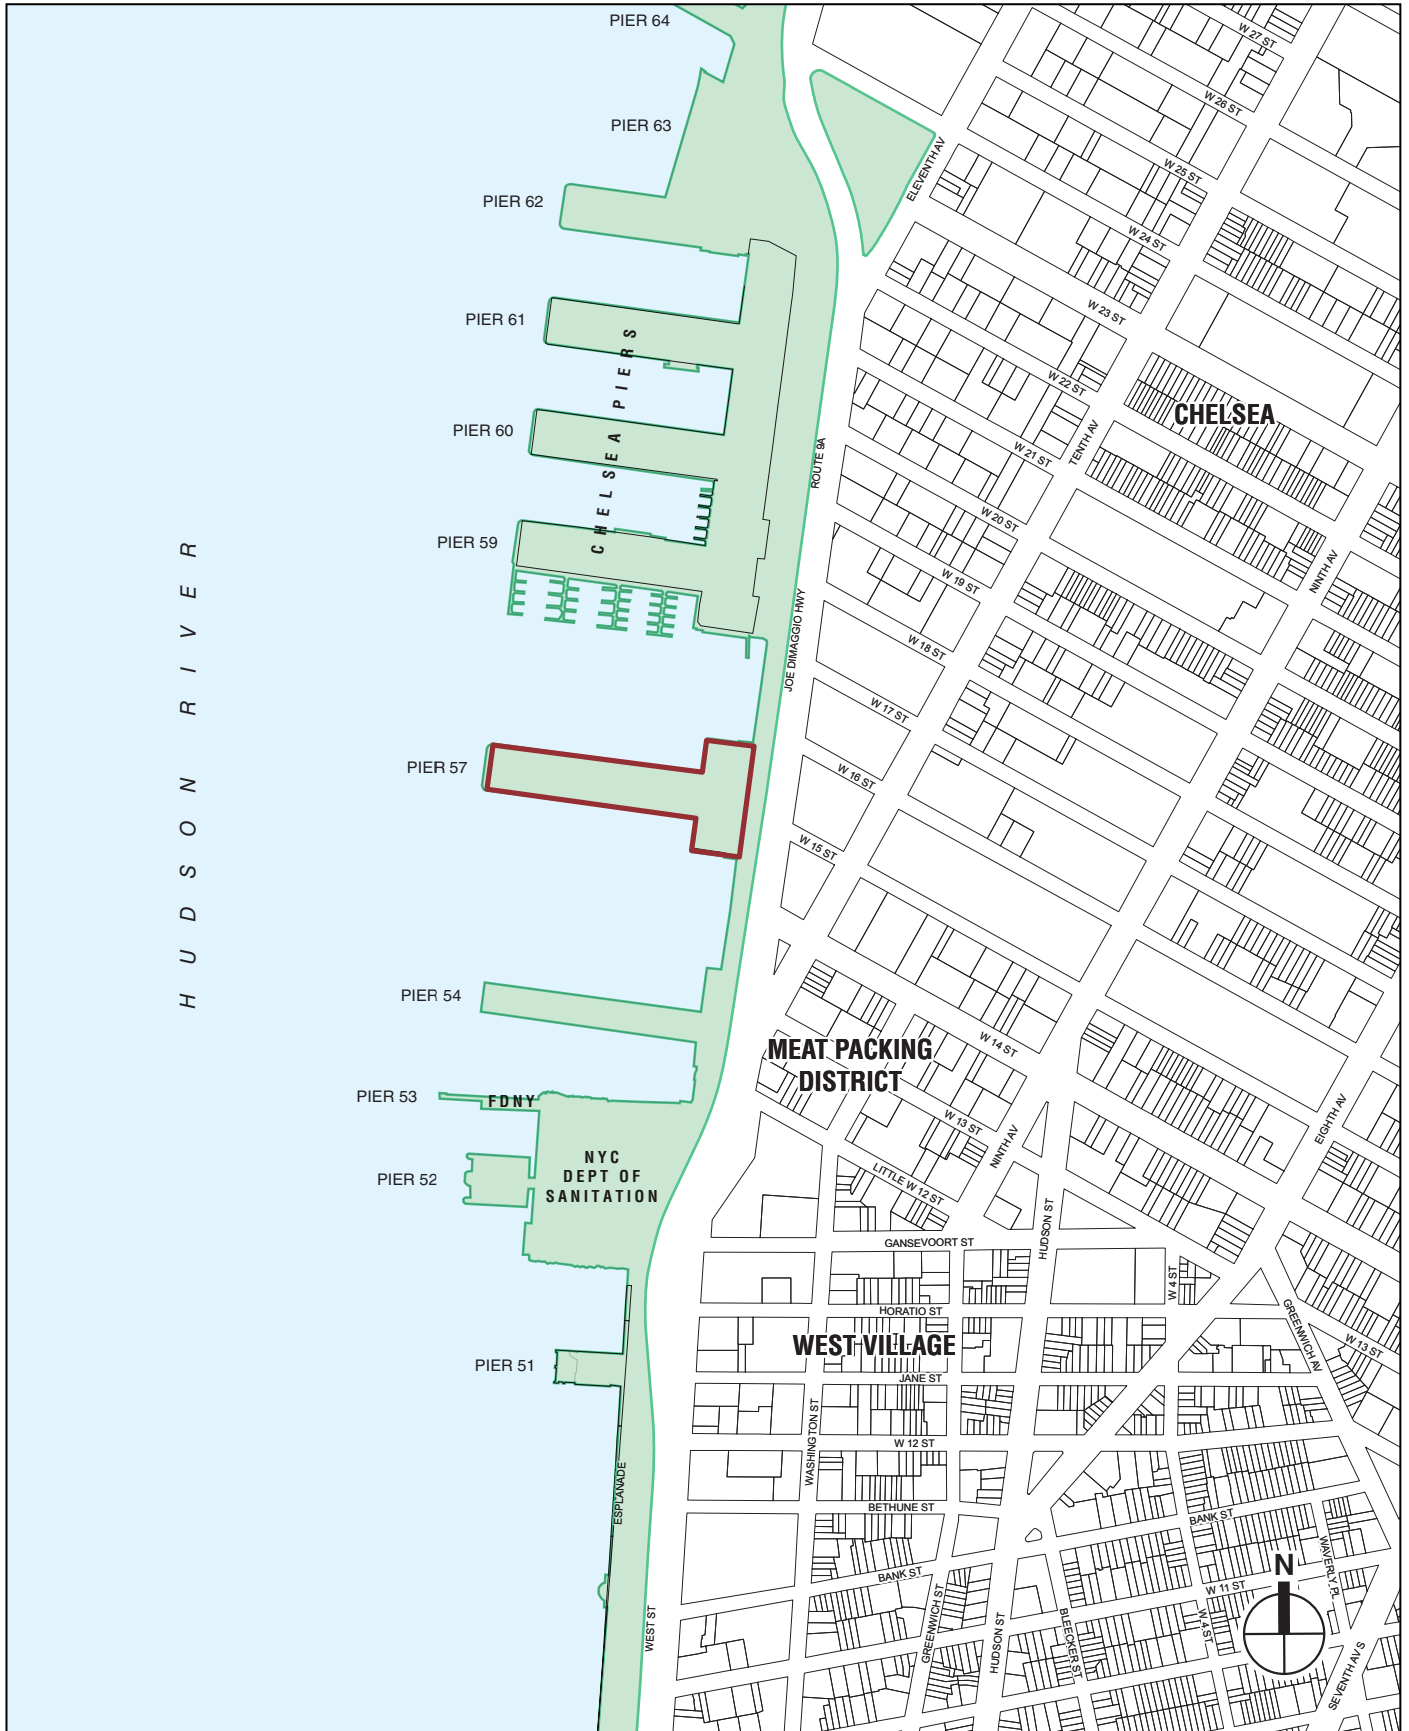 PIER 64
W 27 ST
W 26 ST
PIER 63
ELEVENTH AV
W 25 ST
PIER 62
W 24 ST
PIER 61
W 23 ST
CHELSEA PIERS
W 22 ST
CHELSEA
PIER 60
ROUTE 9A
TENTH AV
W 21 ST
W 20 ST
PIER 59
W 19 ST
NINTH AV
HUDSON RIVER
JOE DIMAGGIO HWY
W 18 ST
W 17 ST
PIER 57
W 16 ST
W 15 ST
PIER 54
W 14 ST
MEAT PACKING
DISTRICT
PIER 53
FDNY
W 13 ST
NINTH AV
EIGHTH AV
NYC
DEPT OF
SANITATION
PIER 52
LITTLE W 12 ST
HUDSON ST
GANSEVOORT ST
W 4 ST
HORATIO ST
GREENWICH AV
W 13 ST
WEST VILLAGE
PIER 51
JANE ST
WASHINGTON ST
W 12 ST
ESPLANADE
BETHUNE ST
BANK ST
WAVERLY PL
N
BANK ST
W 11 ST
GREENWICH ST
WEST ST
HUDSON ST
BLEECKER ST
W 4 ST
SEVENTH AV S